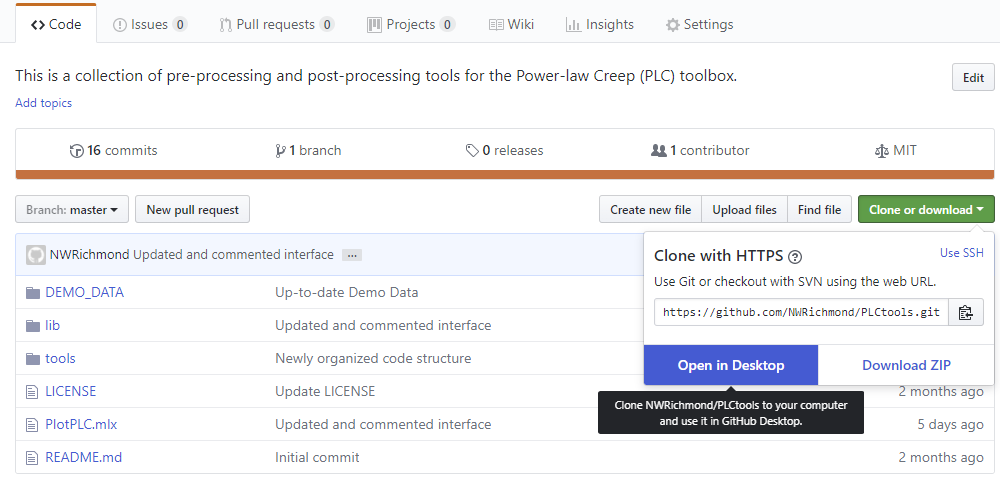 Code Issues 0 Pull requests 0 Projects 0 Wiki Insights Settings
This is a collection of pre-processing and post-processing tools for the Power-law Creep (PLC) toolbox.
Edit
Add topics
16 commits 1 branch 0 releases 1 contributor MIT
Branch: master New pull request Create new file Upload files Find file Clone or download
NWRichmond Updated and commented interface ...
DEMO_DATA Up-to-date Demo Data
lib Updated and commented interface
tools Newly organized code structure
LICENSE Update LICENSE 2 months ago
PlotPLC.mlx Updated and commented interface 5 days ago
README.md Initial commit 2 months ago
Clone with HTTPS ? Use SSH
Use Git or checkout with SVN using the web URL.
https://github.com/NWRichmond/PLCtools.git
Open in Desktop Download ZIP
Clone NWRichmond/PLCtools to your computer
and use it in GitHub Desktop.